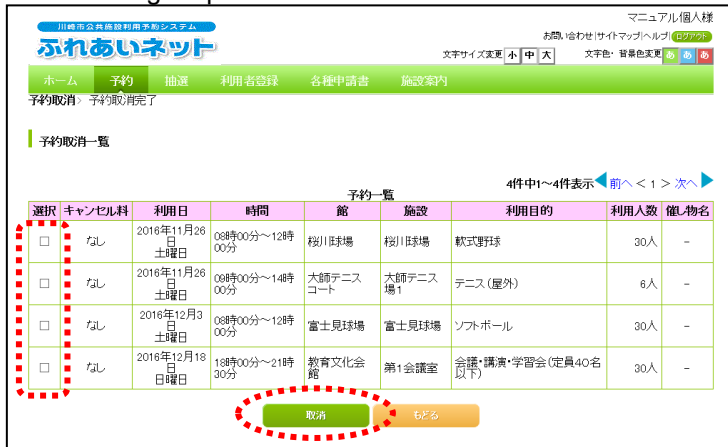 マニュアル個人様
川崎市公共施設利用予約システム
ふれあいネット
お問い合わせ|サイトマップ|ヘルプ|ログアウト
文字サイズ変更 小 中 大 文字色・背景色変更 あ あ あ
ホーム 予約 抽選 利用者登録 各種申請書 施設案内
予約取消> 予約取消完了
予約取消一覧
4件中1~4件表示 前へ < 1 > 次へ
予約一覧
選択 キャンセル料 利用日 時間 館 施設 利用目的 利用人数 催し物名
なし 2016年11月26日 土曜日 08時00分~12時00分 桜川球場 桜川球場 軟式野球 30人 -
なし 2016年11月26日 土曜日 09時00分~14時00分 大師テニスコート 大師テニス場1 テニス(屋外) 6人 -
なし 2016年12月3日 土曜日 08時00分~12時00分 富士見球場 富士見球場 ソフトボール 30人 -
なし 2016年12月18日 日曜日 18時00分~21時30分 教育文化会館 第1会議室 会議・講演・学習会(定員40名以下) 30人 -
取消 もどる